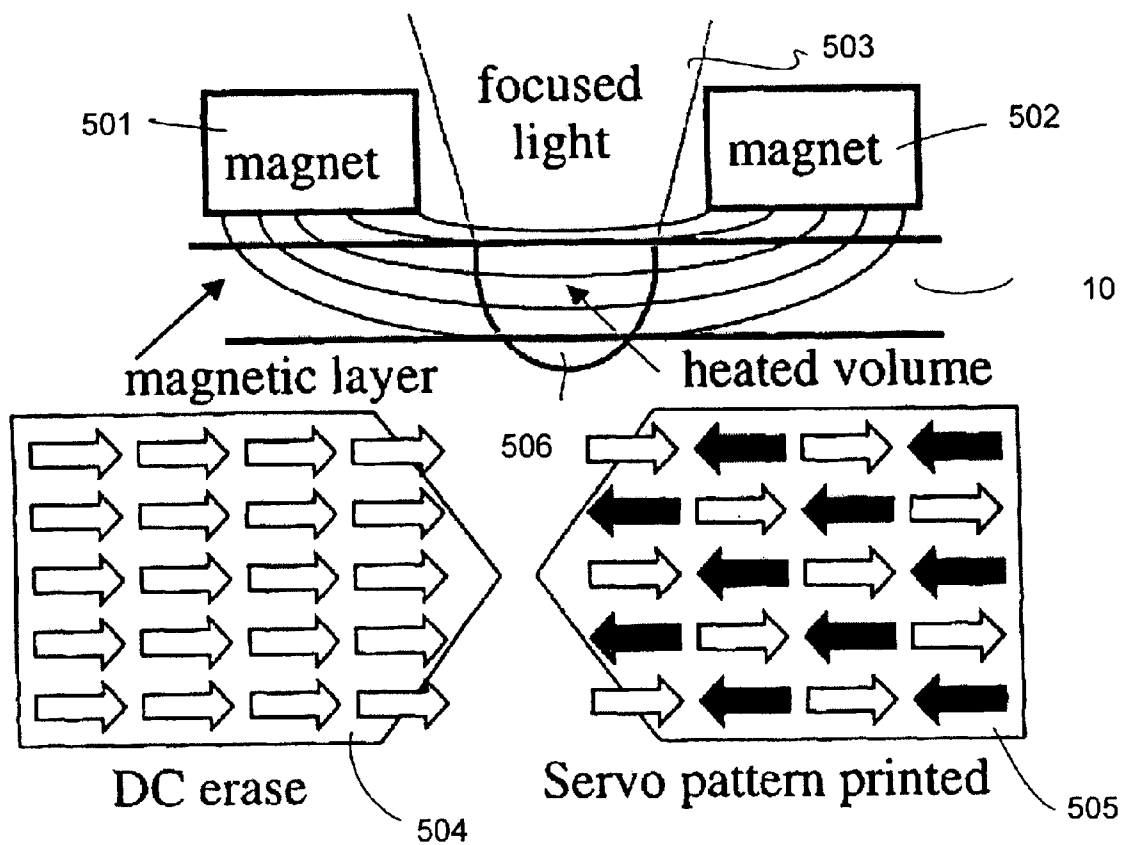 503
focused
light
501
magnet
502
magnet
10
magnetic layer
heated volume
506
DC erase
504
Servo pattern printed
505